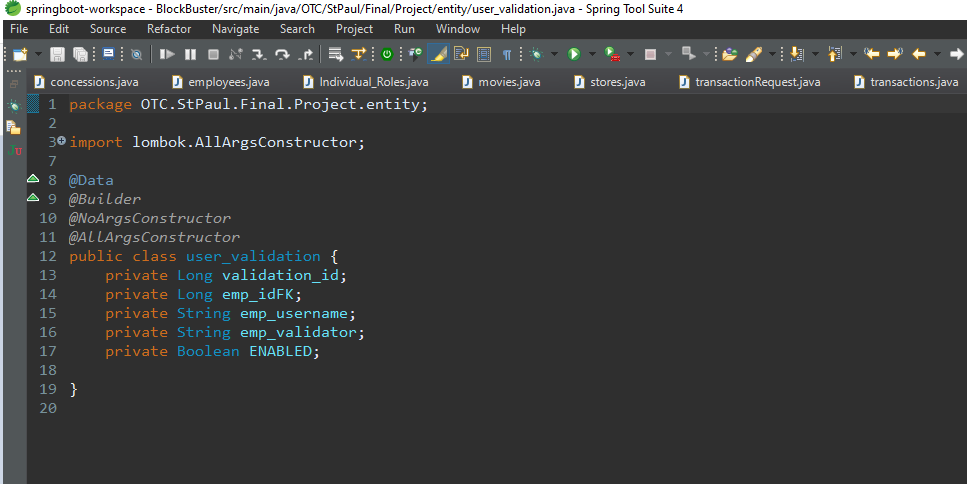 springboot-workspace - BlockBuster/src/main/java/OTC/StPaul/Final/Project/entity/user_validation.java - Spring Tool Suite 4
File Edit Source Refactor Navigate Search Project Run Window Help
concessions.java employees.java Individual_Roles.java movies.java stores.java transactionRequest.java transactions.java
1 package OTC.StPaul.Final.Project.entity;
2
3 import lombok.AllArgsConstructor;
7
8 @Data
9 @Builder
10 @NoArgsConstructor
11 @AllArgsConstructor
12 public class user_validation {
13 private Long validation_id;
14 private Long emp_idFK;
15 private String emp_username;
16 private String emp_validator;
17 private Boolean ENABLED;
18
19 }
20